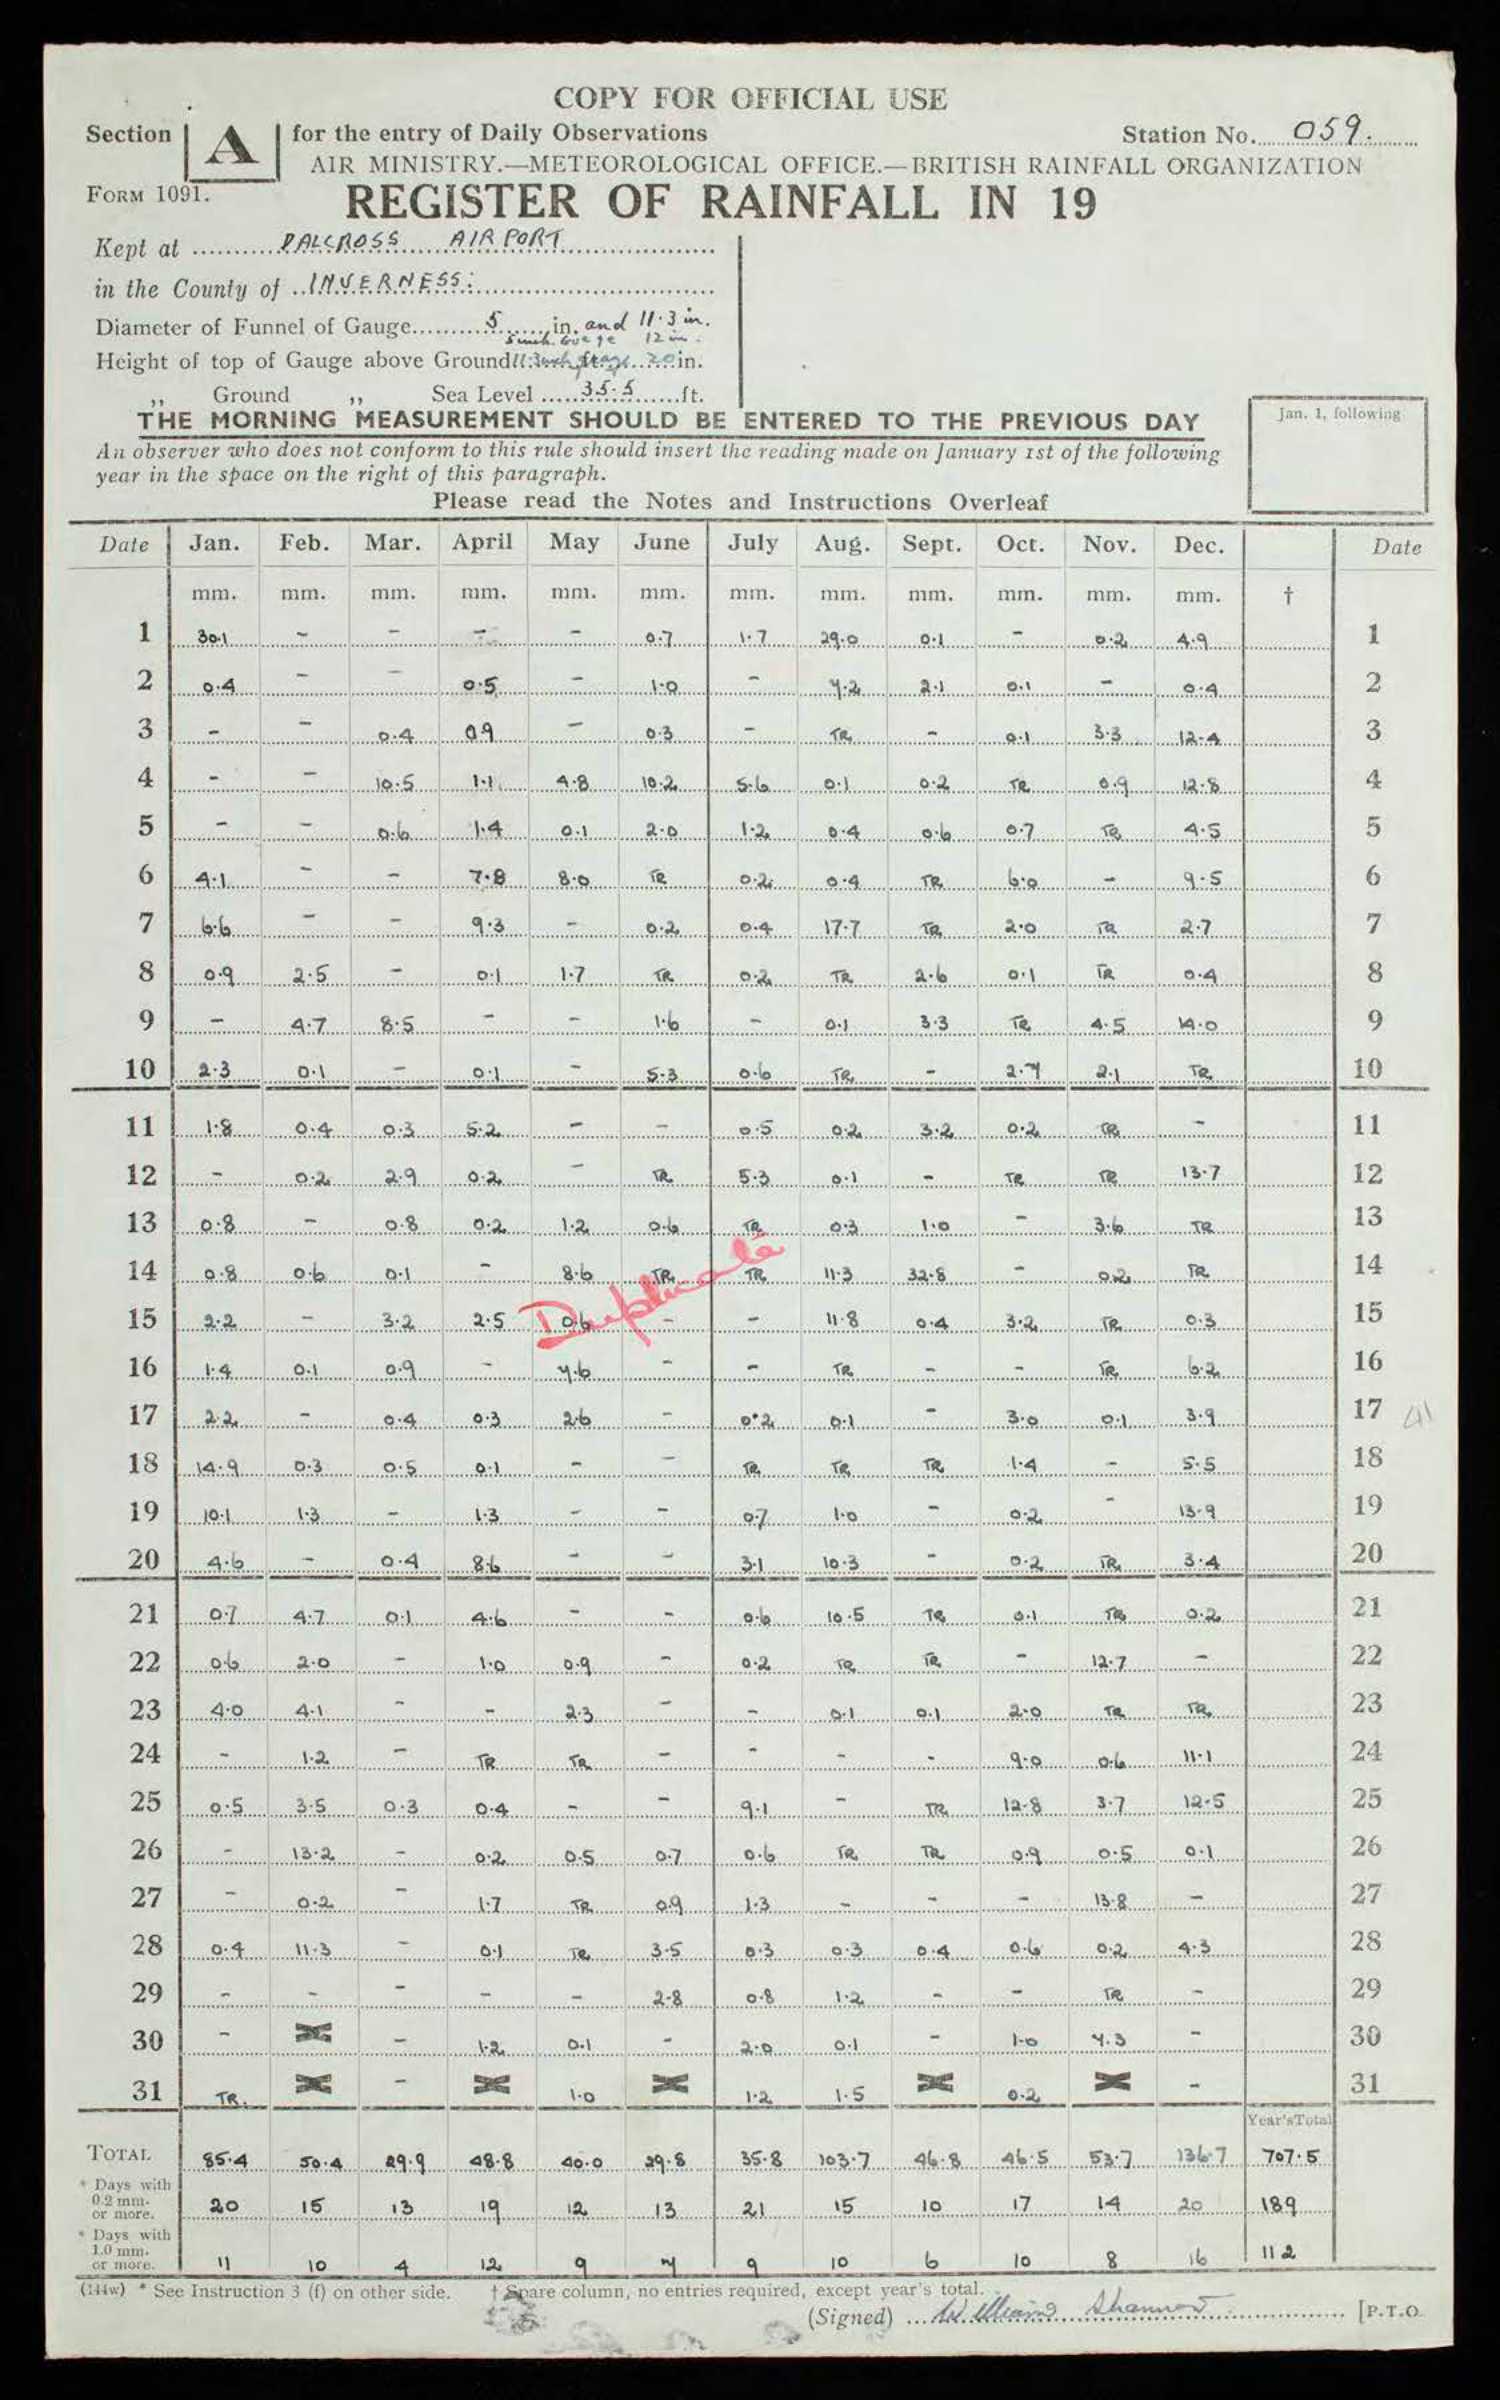 COPY FOR OFFICIAL USE
Section A for the entry of Daily Observations Station No. 059.
AIR MINISTRY.—METEOROLOGICAL OFFICE.—BRITISH RAINFALL ORGANIZATION
FORM 1091. REGISTER OF RAINFALL IN 19
Kept at DALCROSS AIRPORT
in the County of INVERNESS.
Diameter of Funnel of Gauge 5 in. and 11.3 in.
5 inch. Gauge 12 in.
Height of top of Gauge above Ground 11.3 inch gauge 20 in.
,, Ground ,, Sea Level 35.5 ft.
THE MORNING MEASUREMENT SHOULD BE ENTERED TO THE PREVIOUS DAY
Jan. 1, following
An observer who does not conform to this rule should insert the reading made on January 1st of the following
year in the space on the right of this paragraph.
Please read the Notes and Instructions Overleaf
Date Jan. Feb. Mar. April May June July Aug. Sept. Oct. Nov. Dec. Date
mm. mm. mm. mm. mm. mm. mm. mm. mm. mm. mm. mm. †
1 30.1 - - - - 0.7 1.7 29.0 0.1 - 0.2 4.9 1
2 0.4 - - 0.5 - 1.0 - 4.2 2.1 0.1 - 0.4 2
3 - - 0.4 0.9 - 0.3 - TR - 0.1 3.3 12.4 3
4 - - 10.5 1.1 4.8 10.2 5.6 0.1 0.2 TR 0.9 12.8 4
5 - - 0.6 1.4 0.1 2.0 1.2 0.4 0.6 0.7 TR 4.5 5
6 4.1 - - 7.8 8.0 TR 0.2 0.4 TR 6.0 - 9.5 6
7 6.6 - - 9.3 - 0.2 0.4 17.7 TR 2.0 TR 2.7 7
8 0.9 2.5 - 0.1 1.7 TR 0.2 TR 2.6 0.1 TR 0.4 8
9 - 4.7 8.5 - - 1.6 - 0.1 3.3 TR 4.5 14.0 9
10 2.3 0.1 - 0.1 - 5.3 0.6 TR - 2.7 2.1 TR 10
11 1.8 0.4 0.3 5.2 - - 0.5 0.2 3.2 0.2 TR - 11
12 - 0.2 2.9 0.2 - TR 5.3 0.1 - TR TR 13.7 12
13 0.8 - 0.8 0.2 1.2 0.6 TR 0.3 1.0 - 3.6 TR 13
14 0.8 0.6 0.1 - 8.6 TR TR 11.3 32.8 - 0.2 TR 14
Duplicate
15 2.2 - 3.2 2.5 0.6 - - 11.8 0.4 3.2 TR 0.3 15
16 1.4 0.1 0.9 - 7.6 - - TR - - TR 6.2 16
17 2.2 - 0.4 0.3 2.6 - 0.2 0.1 - 3.0 0.1 3.9 17
18 14.9 0.3 0.5 0.1 - - TR TR TR 1.4 - 5.5 18
19 10.1 1.3 - 1.3 - - 0.7 1.0 - 0.2 - 13.9 19
20 4.6 - 0.4 8.6 - - 3.1 10.3 - 0.2 TR 3.4 20
21 0.7 4.7 0.1 4.6 - - 0.6 10.5 TR 0.1 TR 0.2 21
22 0.6 2.0 - 1.0 0.9 - 0.2 TR TR - 12.7 - 22
23 4.0 4.1 - - 2.3 - - 0.1 0.1 2.0 TR TR 23
24 - 1.2 - TR TR - - - - 9.0 0.6 11.1 24
25 0.5 3.5 0.3 0.4 - - 9.1 - TR 12.8 3.7 12.5 25
26 - 13.2 - 0.2 0.5 0.7 0.6 TR TR 0.9 0.5 0.1 26
27 - 0.2 - 1.7 TR 0.9 1.3 - - - 13.8 - 27
28 0.4 11.3 - 0.1 TR 3.5 0.3 0.3 0.4 0.6 0.2 4.3 28
29 - - - - - 2.8 0.8 1.2 - - TR - 29
30 - X - 1.2 0.1 - 2.0 0.1 - 1.0 7.3 - 30
31 TR. X - X 1.0 X 1.2 1.5 X 0.2 X - 31
Year's Total
TOTAL 85.4 50.4 29.9 48.8 40.0 29.8 35.8 103.7 46.8 46.5 53.7 136.7 707.5
* Days with
0.2 mm.
or more. 20 15 13 19 12 13 21 15 10 17 14 20 189
* Days with
1.0 mm.
or more. 11 10 4 12 9 7 9 10 6 10 8 16 112
(144w) * See Instruction 3 (f) on other side. † Spare column, no entries required, except year's total.
(Signed) William Shannon [P.T.O.